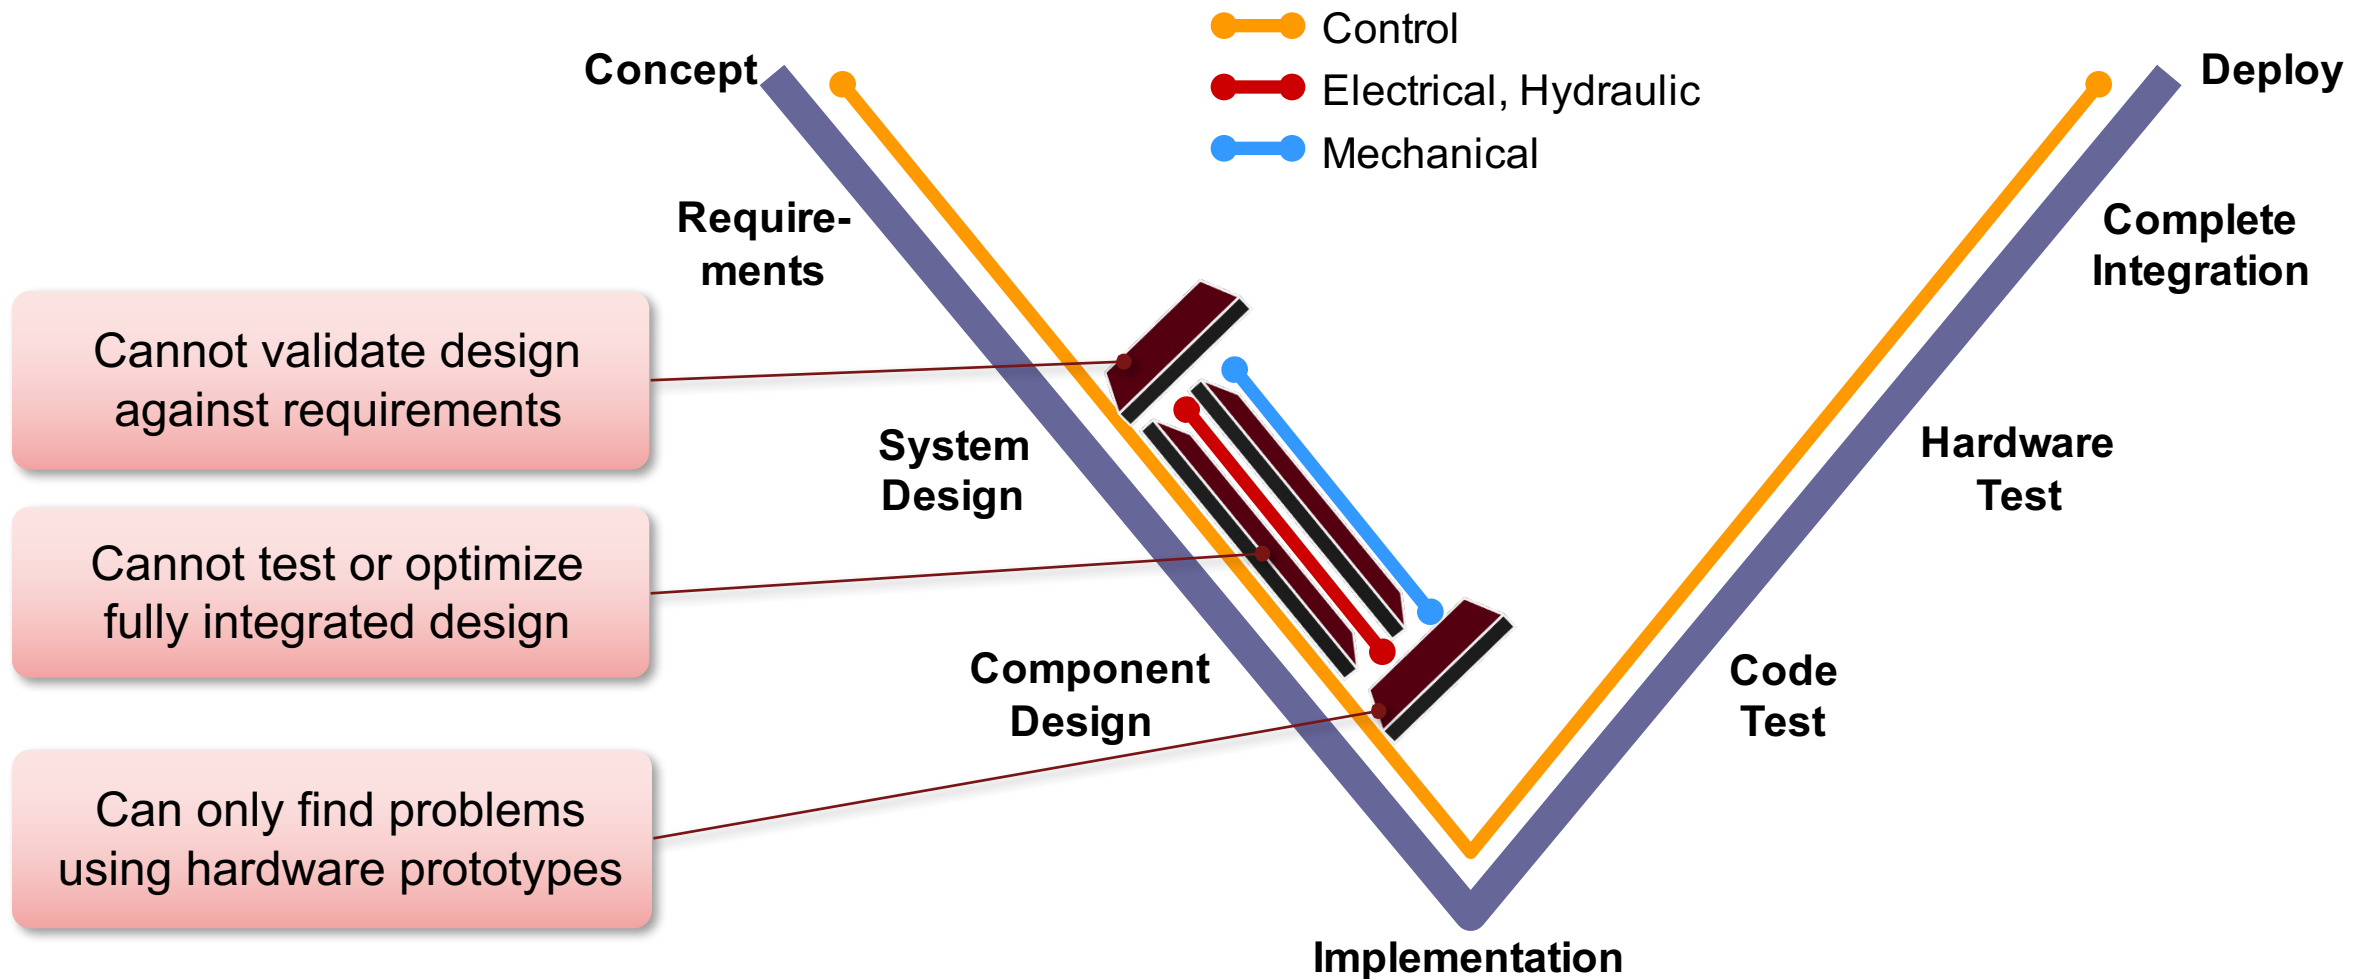 Control
Electrical, Hydraulic
Mechanical
Concept
Deploy
Require-
ments
Complete
Integration
Cannot validate design
against requirements
System
Design
Hardware
Test
Cannot test or optimize
fully integrated design
Component
Design
Code
Test
Can only find problems
using hardware prototypes
Implementation